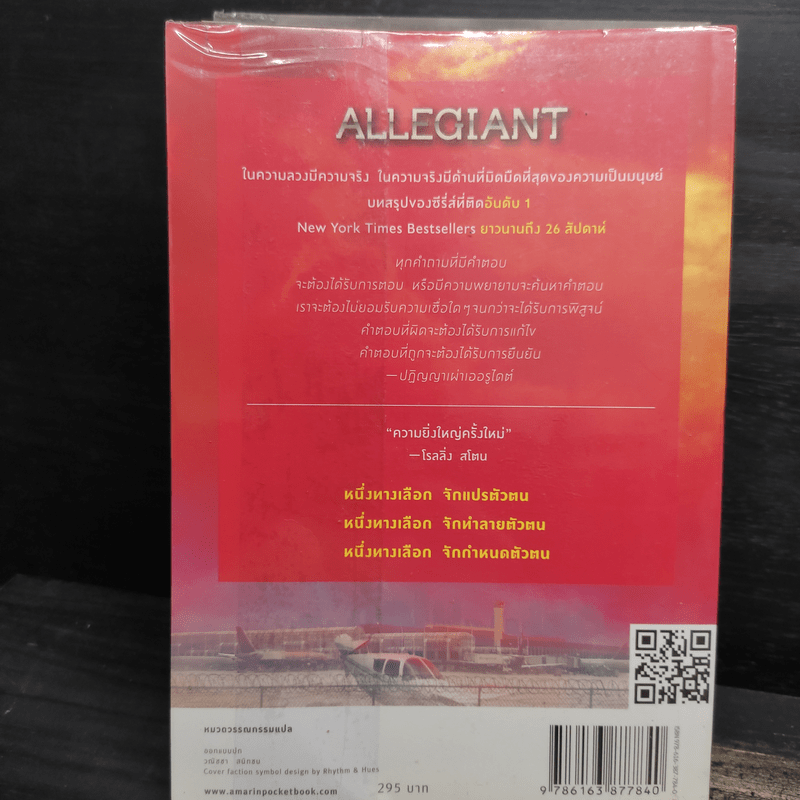 ALLEGIANT
ในความลวงมีความจริง ในความจริงมีด้านที่มืดมิดที่สุดของความเป็นมนุษย์
บทสรุปของซีรี่ส์ที่ติดอันดับ 1
New York Times Bestsellers ยาวนานถึง 26 สัปดาห์
ทุกคำถามที่มีคำตอบ
จะต้องได้รับการตอบ หรือมีความพยายามจะค้นหาคำตอบ
เราจะต้องไม่ยอมรับความเชื่อใดๆจนกว่าจะได้รับการพิสูจน์
คำตอบที่ผิดจะต้องได้รับการแก้ไข
คำตอบที่ถูกจะต้องได้รับการยืนยัน
—ปฏิญญาเผ่าเออรูไดต์
“ความยิ่งใหญ่ครั้งใหม่”
—โรลลิ่ง สโตน
หนึ่งทางเลือก จักแปรตัวตน
หนึ่งทางเลือก จักทำลายตัวตน
หนึ่งทางเลือก จักกำหนดตัวตน
หมวดวรรณกรรมแปล
ออกแบบปก
วณิชชา
Cover faction symbol design by Rhythm & Hues
www.amarinpocketbook.com
295 บาท
9 786163 877840